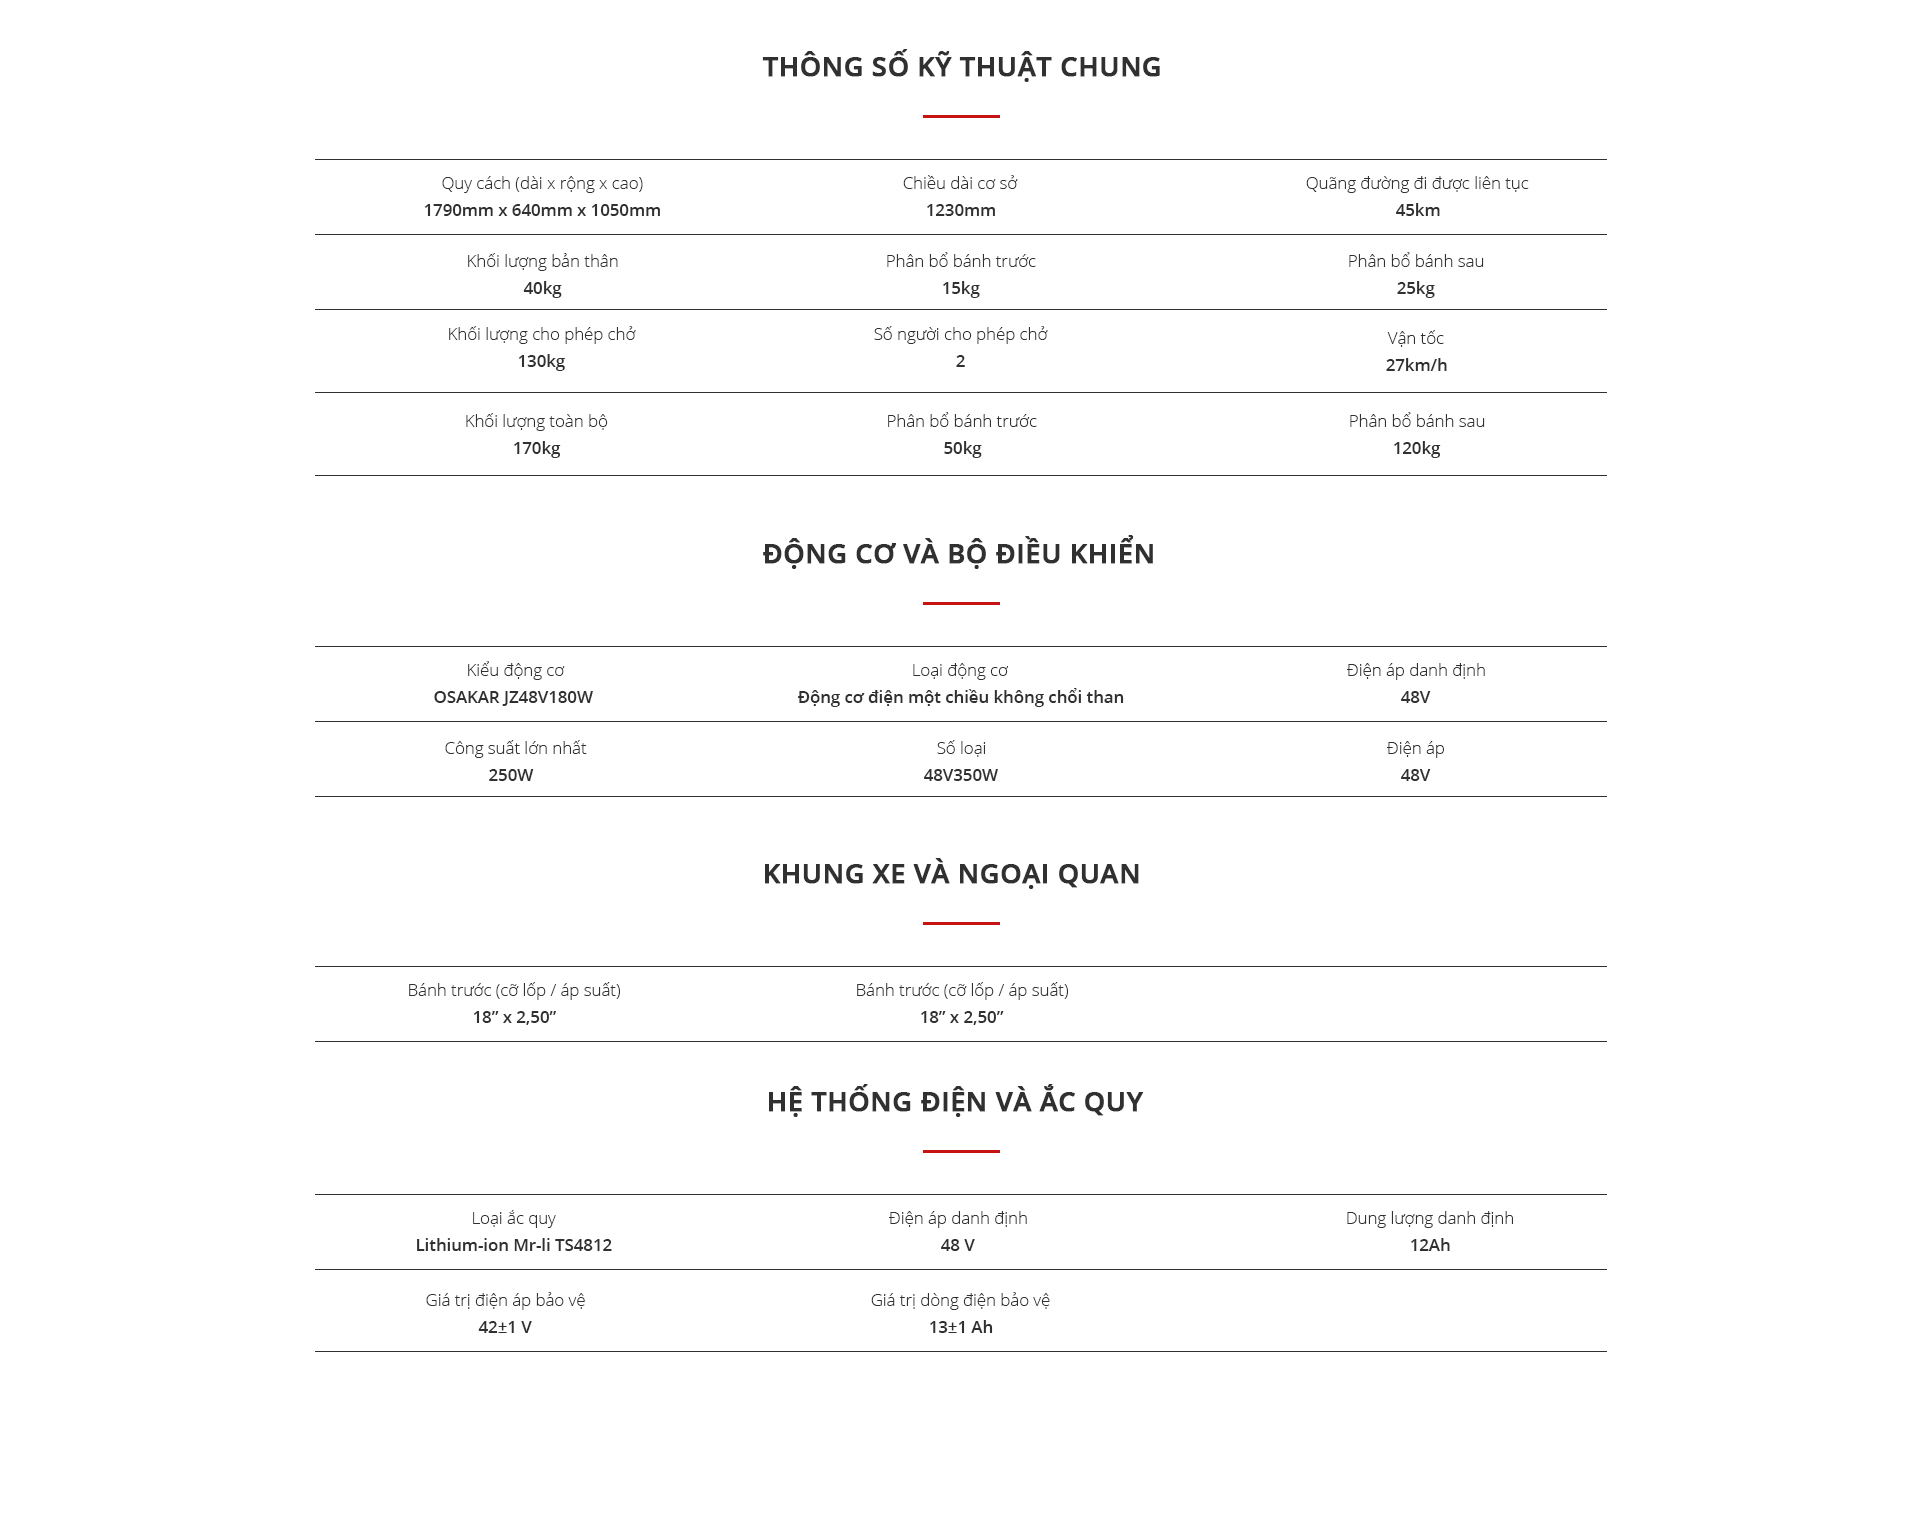 THÔNG SỐ KỸ THUẬT CHUNG
Quy cách (dài x rộng x cao)
1790mm x 640mm x 1050mm
Chiều dài cơ sở
1230mm
Quãng đường đi được liên tục
45km
Khối lượng bản thân
40kg
Phân bổ bánh trước
15kg
Phân bổ bánh sau
25kg
Khối lượng cho phép chở
130kg
Số người cho phép chở
2
Vận tốc
27km/h
Khối lượng toàn bộ
170kg
Phân bổ bánh trước
50kg
Phân bổ bánh sau
120kg
ĐỘNG CƠ VÀ BỘ ĐIỀU KHIỂN
Kiểu động cơ
OSAKAR JZ48V180W
Loại động cơ
Động cơ điện một chiều không chổi than
Điện áp danh định
48V
Công suất lớn nhất
250W
Số loại
48V350W
Điện áp
48V
KHUNG XE VÀ NGOẠI QUAN
Bánh trước (cỡ lốp / áp suất)
18” x 2,50”
Bánh trước (cỡ lốp / áp suất)
18” x 2,50”
HỆ THỐNG ĐIỆN VÀ ẮC QUY
Loại ắc quy
Lithium-ion Mr-li TS4812
Điện áp danh định
48 V
Dung lượng danh định
12Ah
Giá trị điện áp bảo vệ
42±1 V
Giá trị dòng điện bảo vệ
13±1 Ah